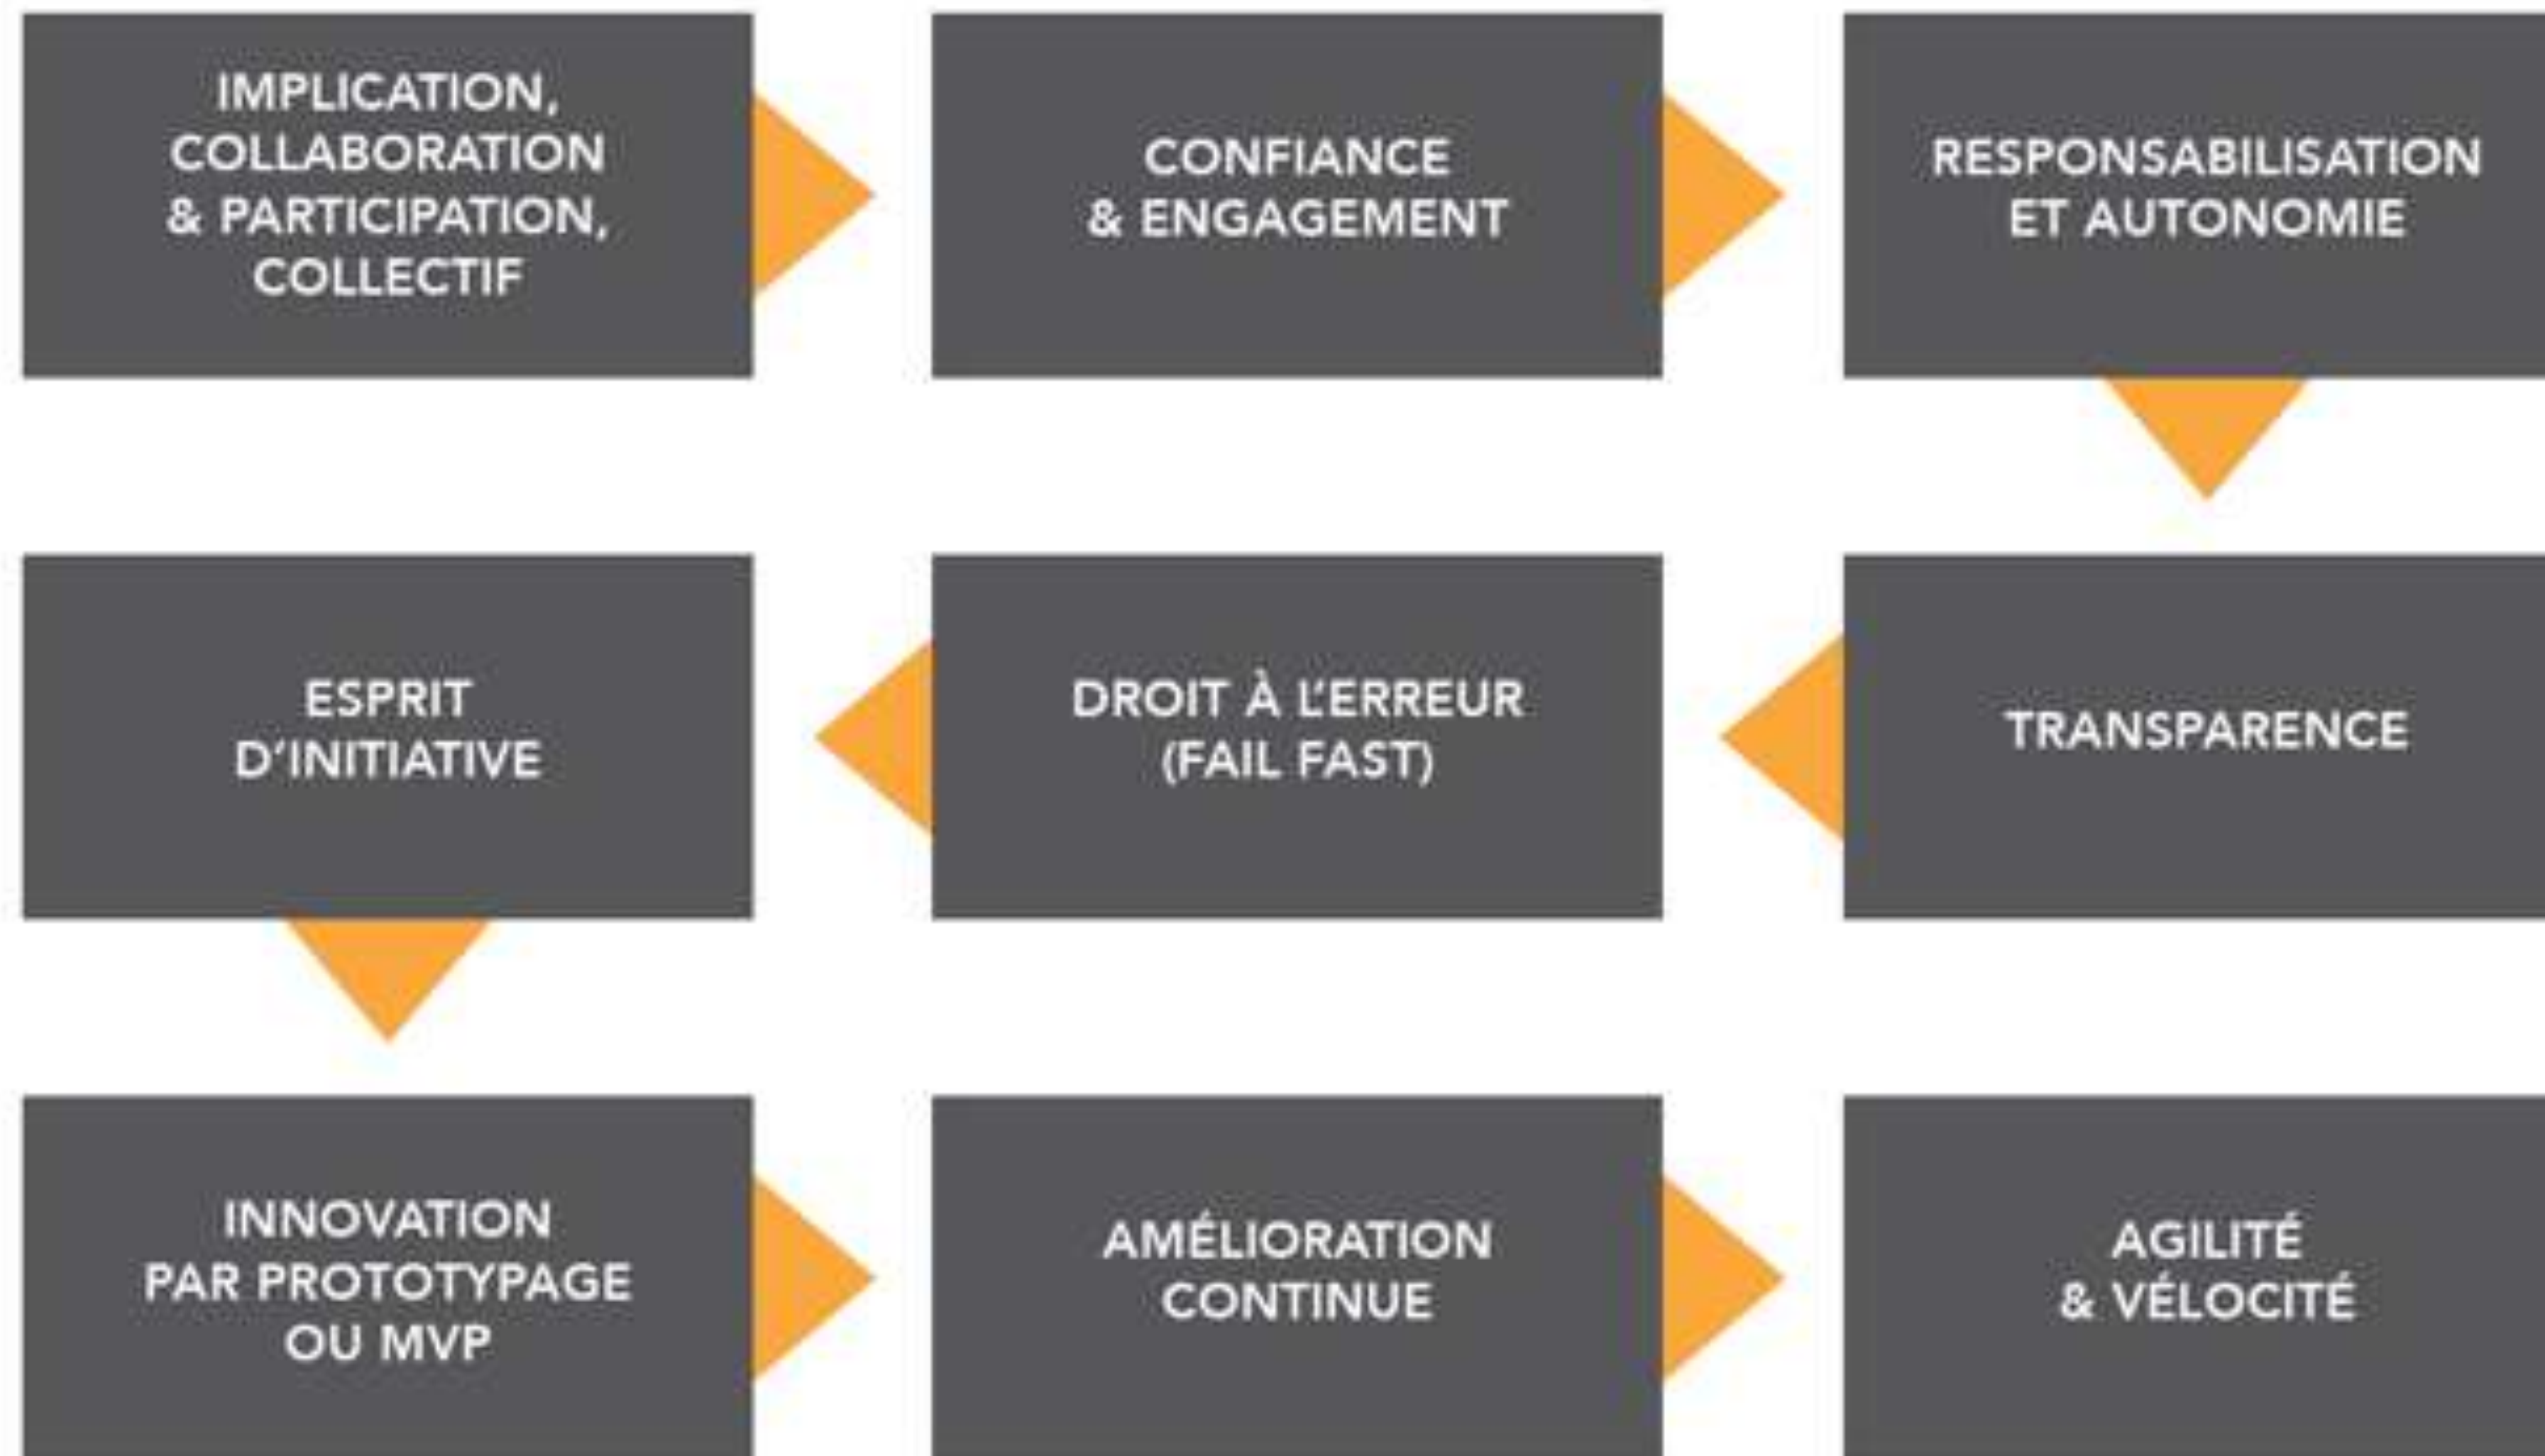 IMPLICATION,
COLLABORATION
& PARTICIPATION,
COLLECTIF
CONFIANCE
& ENGAGEMENT
RESPONSABILISATION
ET AUTONOMIE
TRANSPARENCE
DROIT À L’ERREUR
(FAIL FAST)
ESPRIT
D’INITIATIVE
INNOVATION
PAR PROTOTYPAGE
OU MVP
AMÉLIORATION
CONTINUE
AGILITÉ
& VÉLOCITÉ